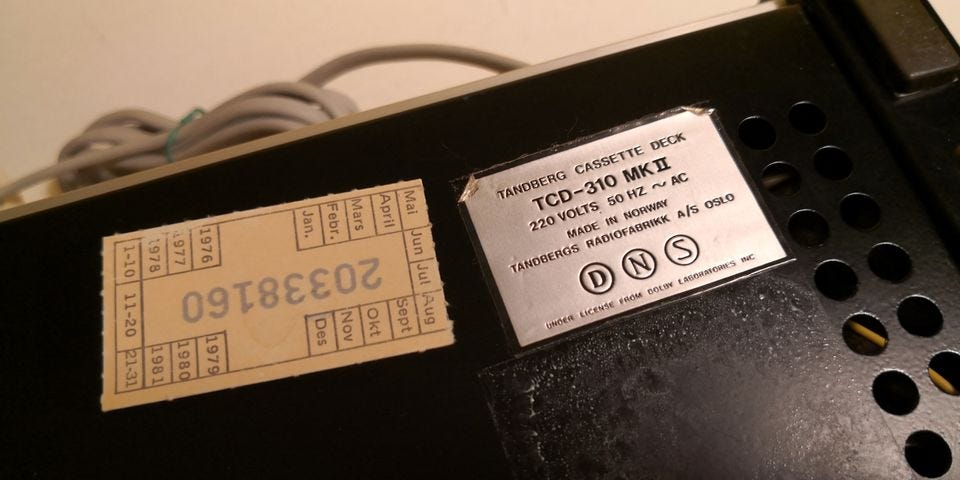 TANDBERG CASSETTE DECK
TCD-310 MK II
220 VOLTS 50 HZ ~ AC
MADE IN NORWAY
TANDBERGS RADIOFABRIKK A/S OSLO
D N S
UNDER LICENSE FROM DOLBY LABORATORIES INC
Mai Jun Jul Aug
April Sept
Mars Okt
Febr. Nov
Jan. Des
20338160
1976 1979
1977 1980
1978 1981
1-10 11-20 21-31